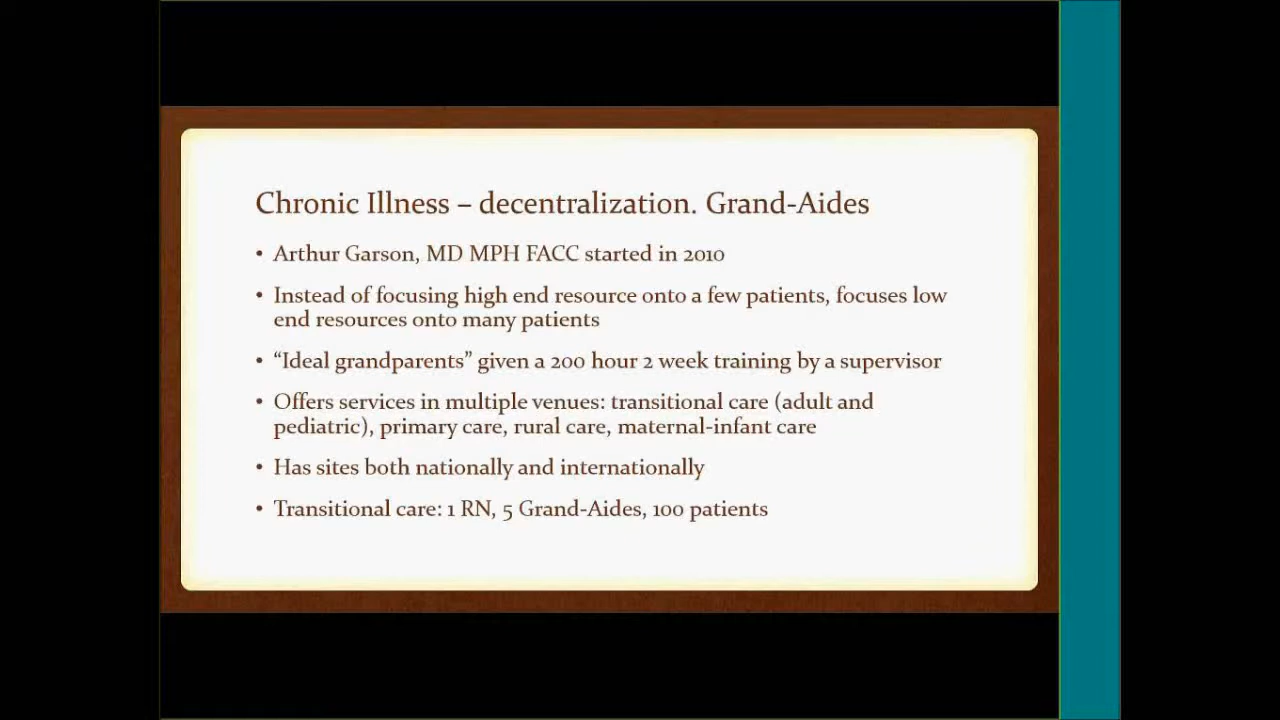 Chronic Illness – decentralization. Grand-Aides
• Arthur Garson, MD MPH FACC started in 2010
• Instead of focusing high end resource onto a few patients, focuses low
end resources onto many patients
• “Ideal grandparents” given a 200 hour 2 week training by a supervisor
• Offers services in multiple venues: transitional care (adult and
pediatric), primary care, rural care, maternal-infant care
• Has sites both nationally and internationally
• Transitional care: 1 RN, 5 Grand-Aides, 100 patients